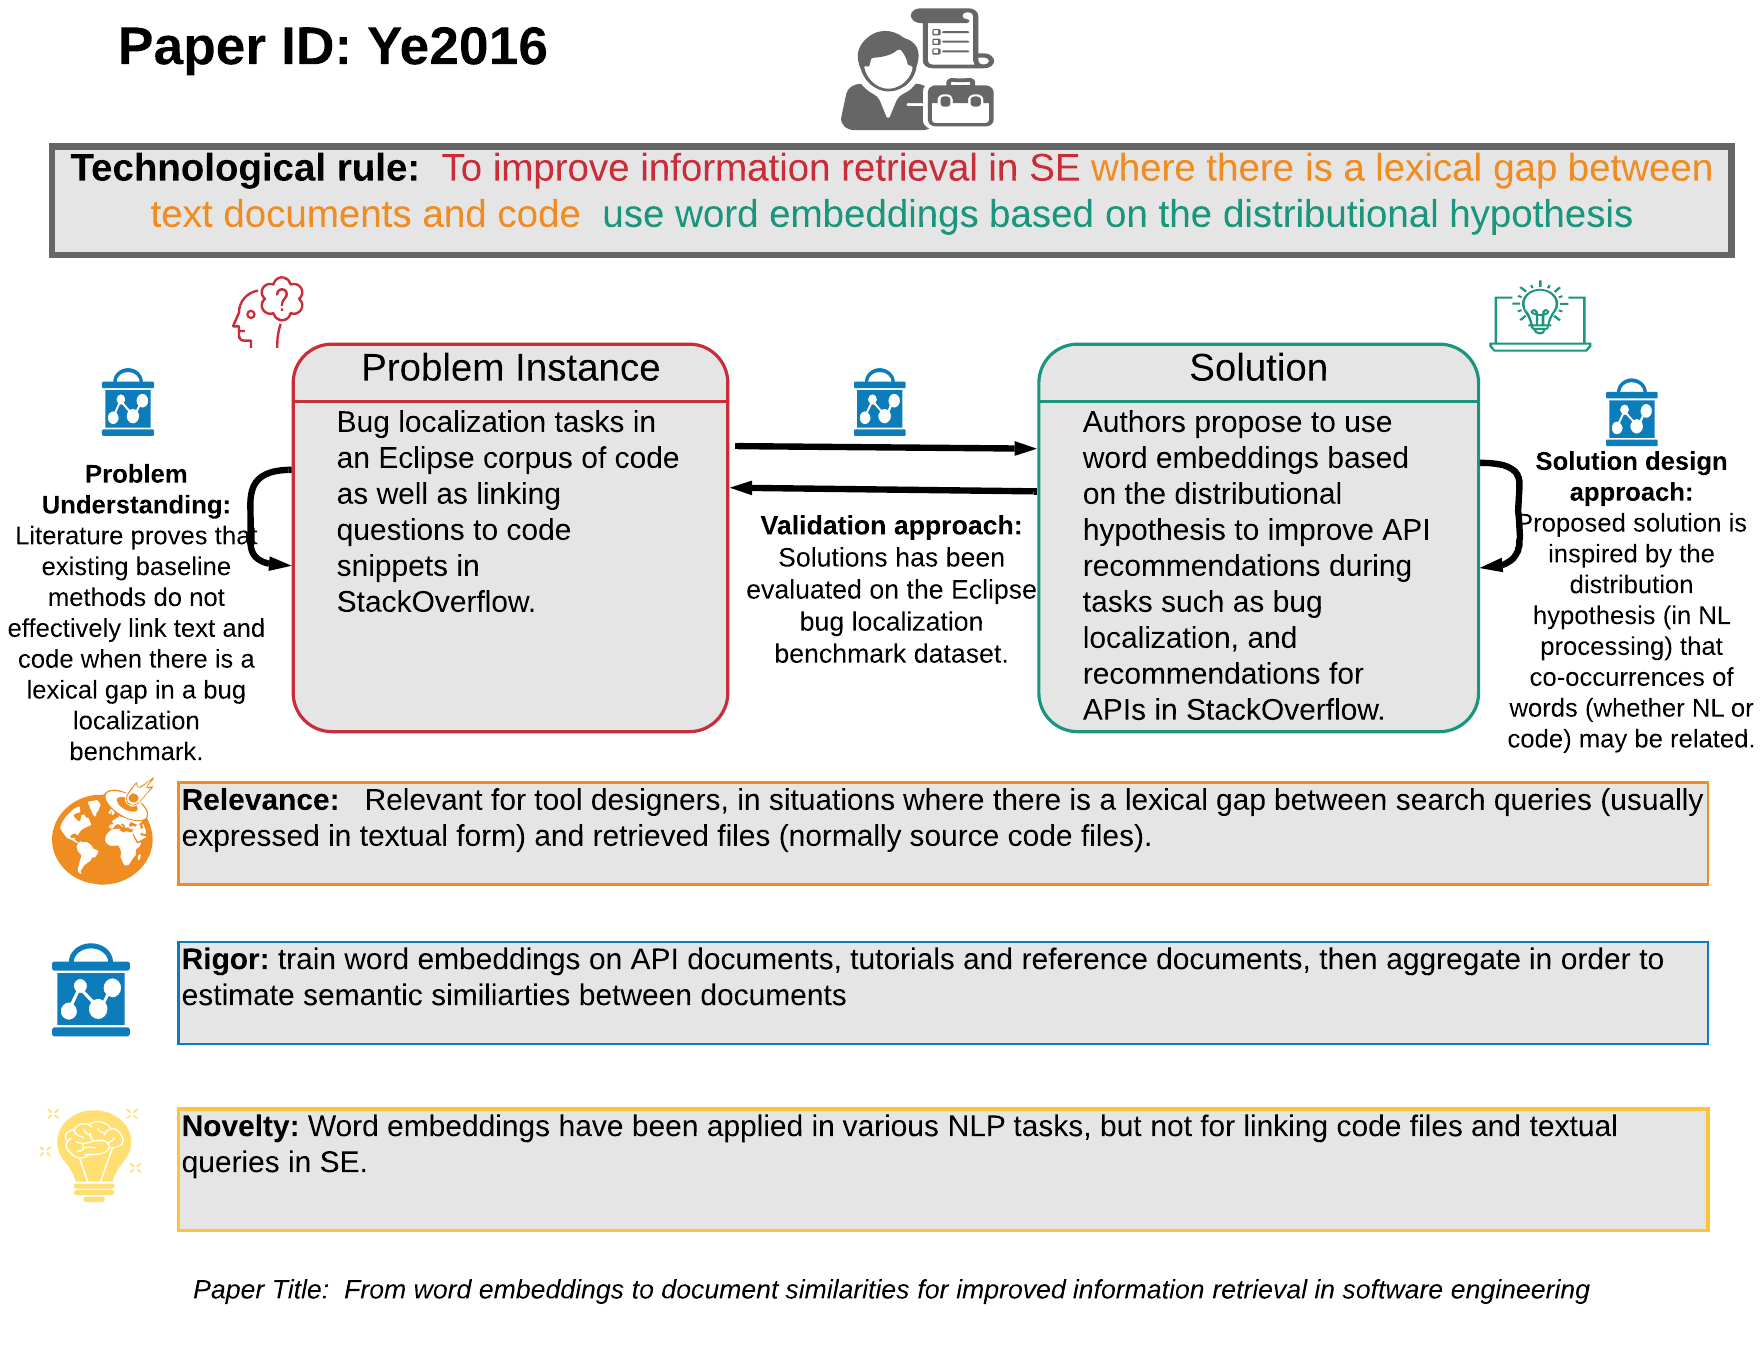 Paper ID: Ye2016
Technological rule: To improve information retrieval in SE where there is a lexical gap between
text documents and code use word embeddings based on the distributional hypothesis
?
Problem
Understanding:
Literature proves that
existing baseline
methods do not
effectively link text and
code when there is a
lexical gap in a bug
localization
benchmark.
Problem Instance
Bug localization tasks in
an Eclipse corpus of code
as well as linking
questions to code
snippets in
StackOverflow.
Validation approach:
Solutions has been
evaluated on the Eclipse
bug localization
benchmark dataset.
Solution
Authors propose to use
word embeddings based
on the distributional
hypothesis to improve API
recommendations during
tasks such as bug
localization, and
recommendations for
APIs in StackOverflow.
Solution design
approach:
Proposed solution is
inspired by the
distribution
hypothesis (in NL
processing) that
co-occurrences of
words (whether NL or
code) may be related.
Relevance: Relevant for tool designers, in situations where there is a lexical gap between search queries (usually
expressed in textual form) and retrieved files (normally source code files).
Rigor: train word embeddings on API documents, tutorials and reference documents, then aggregate in order to
estimate semantic similiarties between documents
Novelty: Word embeddings have been applied in various NLP tasks, but not for linking code files and textual
queries in SE.
Paper Title: From word embeddings to document similarities for improved information retrieval in software engineering